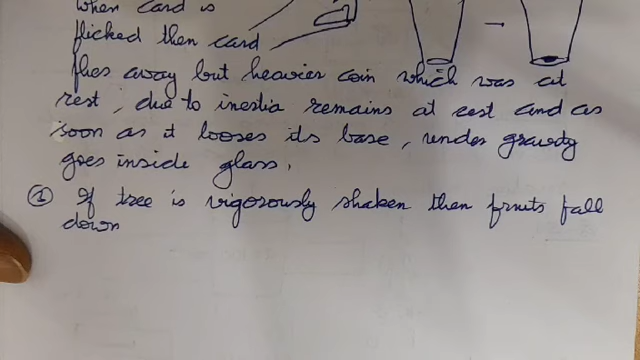 when card is
flicked then card
flies away but heavier coin which was at
rest, due to inertia remains at rest and as
soon as it looses its base, under gravity
goes inside glass.
② If tree is vigorously shaken then fruits fall
down